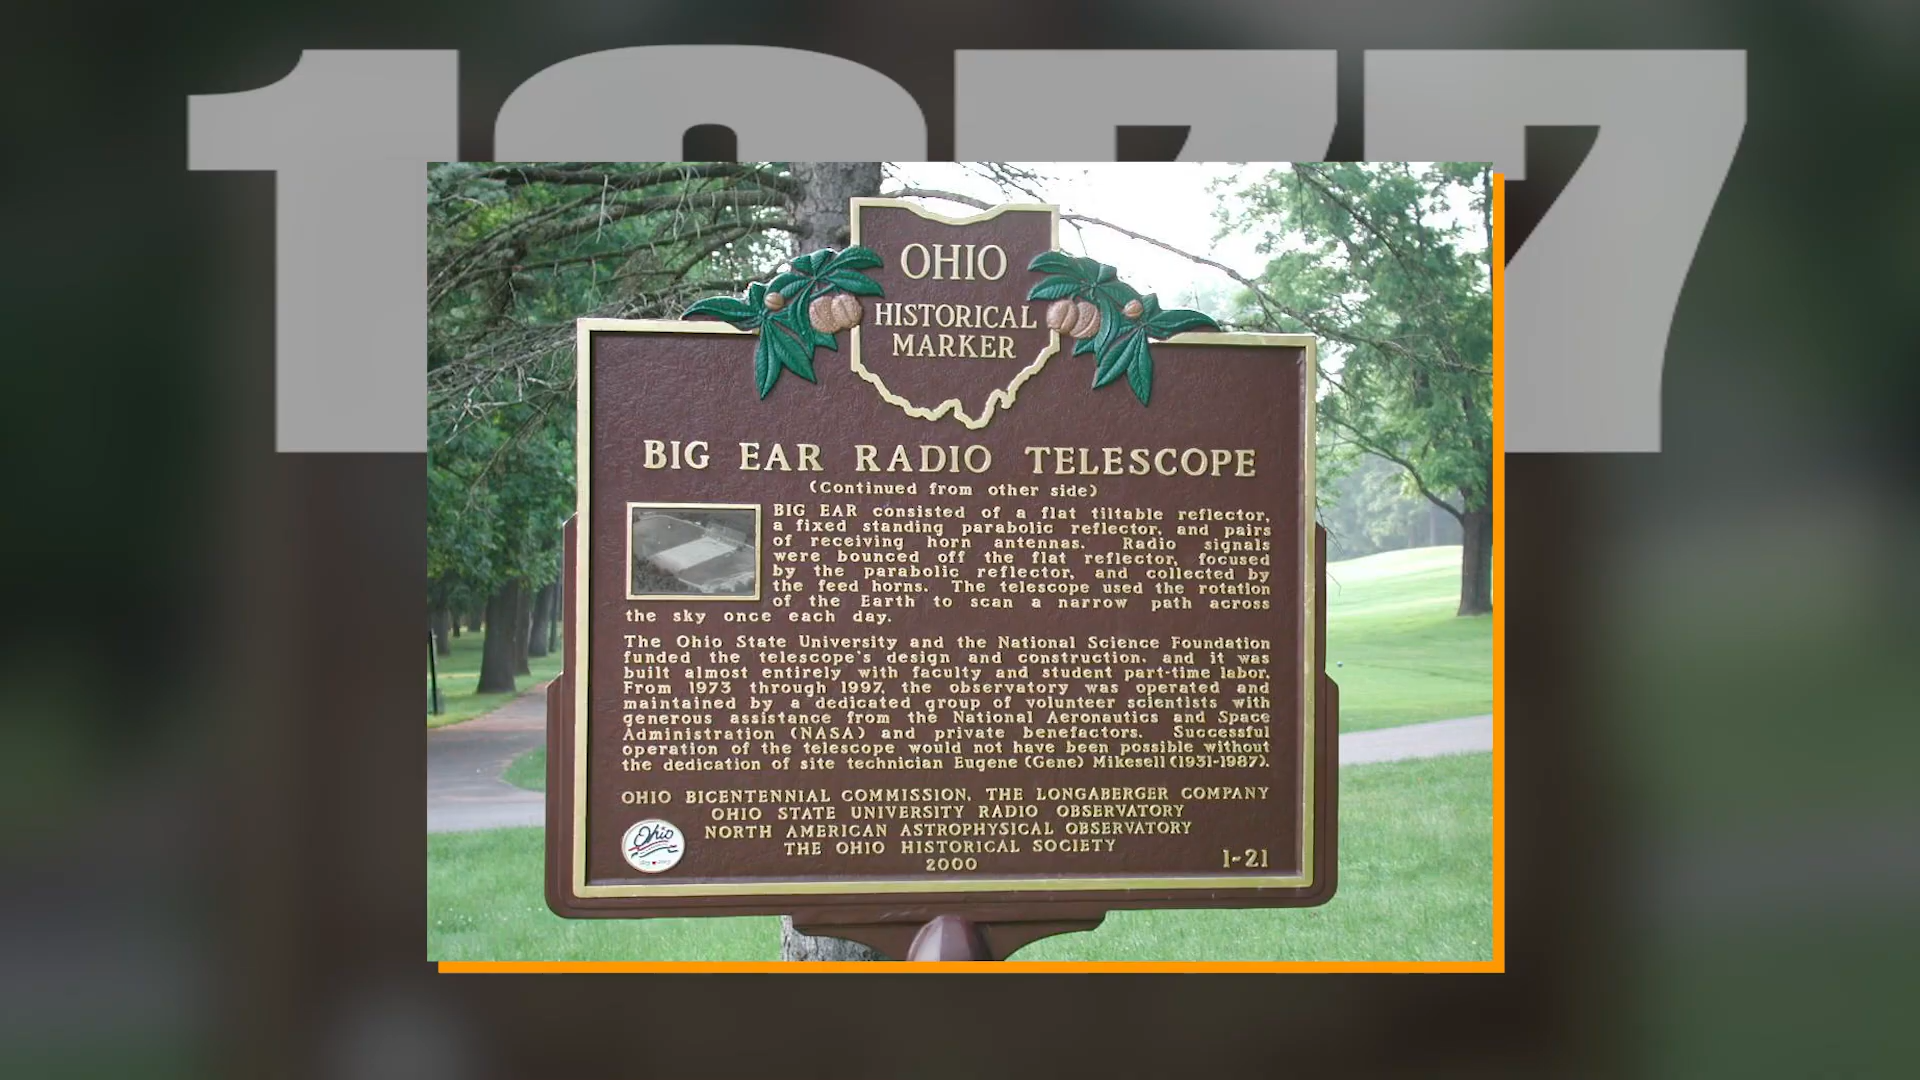 1977
OHIO
HISTORICAL
MARKER
BIG EAR RADIO TELESCOPE
(Continued from other side)
BIG EAR consisted of a flat tiltable reflector,
a fixed standing parabolic reflector, and pairs
of receiving horn antennas. Radio signals
were bounced off the flat reflector, focused
by the parabolic reflector, and collected by
the feed horns. The telescope used the rotation
of the Earth to scan a narrow path across
the sky once each day.
The Ohio State University and the National Science Foundation
funded the telescope's design and construction, and it was
built almost entirely with faculty and student part-time labor.
From 1973 through 1997, the observatory was operated and
maintained by a dedicated group of volunteer scientists with
generous assistance from the National Aeronautics and Space
Administration (NASA) and private benefactors. Successful
operation of the telescope would not have been possible without
the dedication of site technician Eugene (Gene) Mikesell (1931-1987).
OHIO BICENTENNIAL COMMISSION, THE LONGABERGER COMPANY
OHIO STATE UNIVERSITY RADIO OBSERVATORY
NORTH AMERICAN ASTROPHYSICAL OBSERVATORY
THE OHIO HISTORICAL SOCIETY
2000
1-21
Ohio